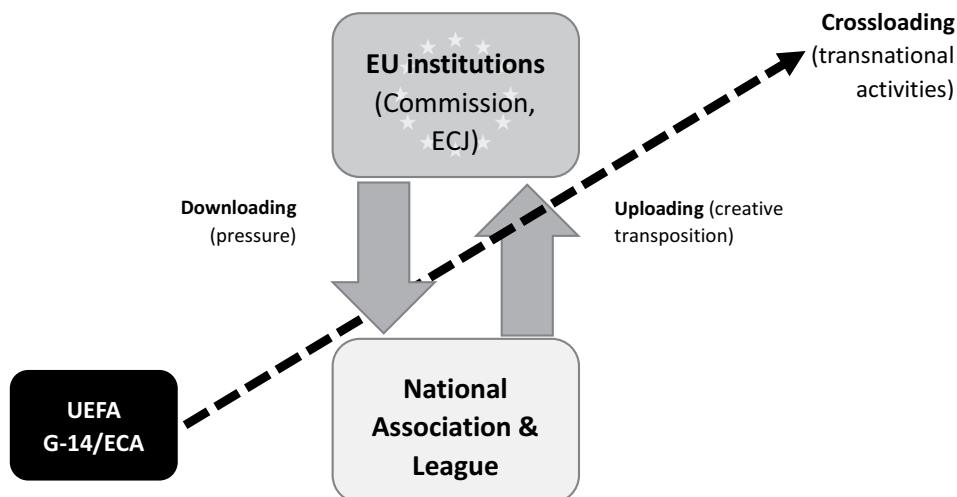 Crossloading
(transnational
activities)
EU institutions
(Commission,
ECJ)
Downloading
(pressure)
Uploading (creative
transposition)
UEFA
G-14/ECA
National
Association &
League